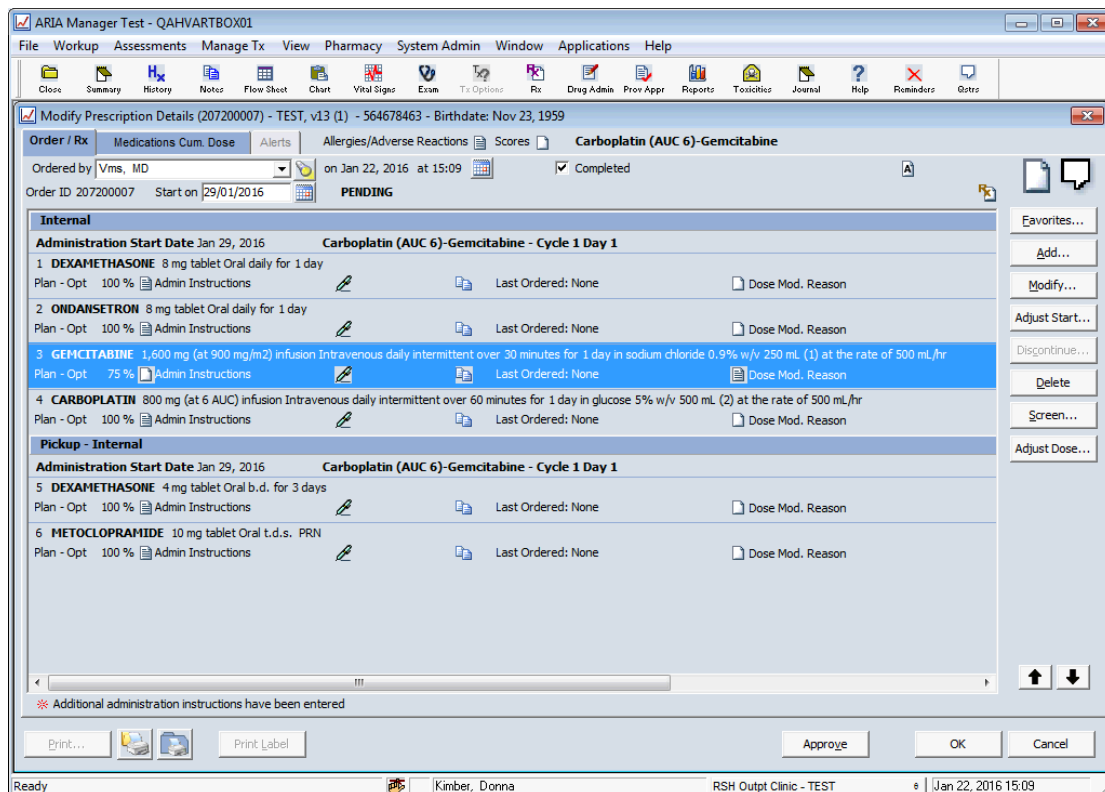 ARIA Manager Test - QAHVARTBOX01
File Workup Assessments Manage Tx View Pharmacy System Admin Window Applications Help
Close Summary History Notes Flow Sheet Chart Vital Signs Exam Tx Options Rx Drug Admin Prov Appr Reports Toxicities Journal Help Reminders Qstrs
Modify Prescription Details (207200007) - TEST, v13 (1) - 564678463 - Birthdate: Nov 23, 1959
Order / Rx Medications Cum. Dose Alerts Allergies/Adverse Reactions Scores Carboplatin (AUC 6)-Gemcitabine
Ordered by Vms, MD on Jan 22, 2016 at 15:09 Completed
Order ID 207200007 Start on 29/01/2016 PENDING
Internal
Administration Start Date Jan 29, 2016 Carboplatin (AUC 6)-Gemcitabine - Cycle 1 Day 1
1 DEXAMETHASONE 8 mg tablet Oral daily for 1 day
Plan - Opt 100 % Admin Instructions Last Ordered: None Dose Mod. Reason
2 ONDANSETRON 8 mg tablet Oral daily for 1 day
Plan - Opt 100 % Admin Instructions Last Ordered: None Dose Mod. Reason
3 GEMCITABINE 1,600 mg (at 900 mg/m2) infusion Intravenous daily intermittent over 30 minutes for 1 day in sodium chloride 0.9% w/v 250 mL (1) at the rate of 500 mL/hr
Plan - Opt 75 % Admin Instructions Last Ordered: None Dose Mod. Reason
4 CARBOPLATIN 800 mg (at 6 AUC) infusion Intravenous daily intermittent over 60 minutes for 1 day in glucose 5% w/v 500 mL (2) at the rate of 500 mL/hr
Plan - Opt 100 % Admin Instructions Last Ordered: None Dose Mod. Reason
Pickup - Internal
Administration Start Date Jan 29, 2016 Carboplatin (AUC 6)-Gemcitabine - Cycle 1 Day 1
5 DEXAMETHASONE 4 mg tablet Oral b.d. for 3 days
Plan - Opt 100 % Admin Instructions Last Ordered: None Dose Mod. Reason
6 METOCLOPRAMIDE 10 mg tablet Oral t.d.s. PRN
Plan - Opt 100 % Admin Instructions Last Ordered: None Dose Mod. Reason
Favorites...
Add...
Modify...
Adjust Start...
Discontinue...
Delete
Screen...
Adjust Dose...
Additional administration instructions have been entered
Print... Print Label Approve OK Cancel
Ready Kimber, Donna RSH Outpt Clinic - TEST Jan 22, 2016 15:09